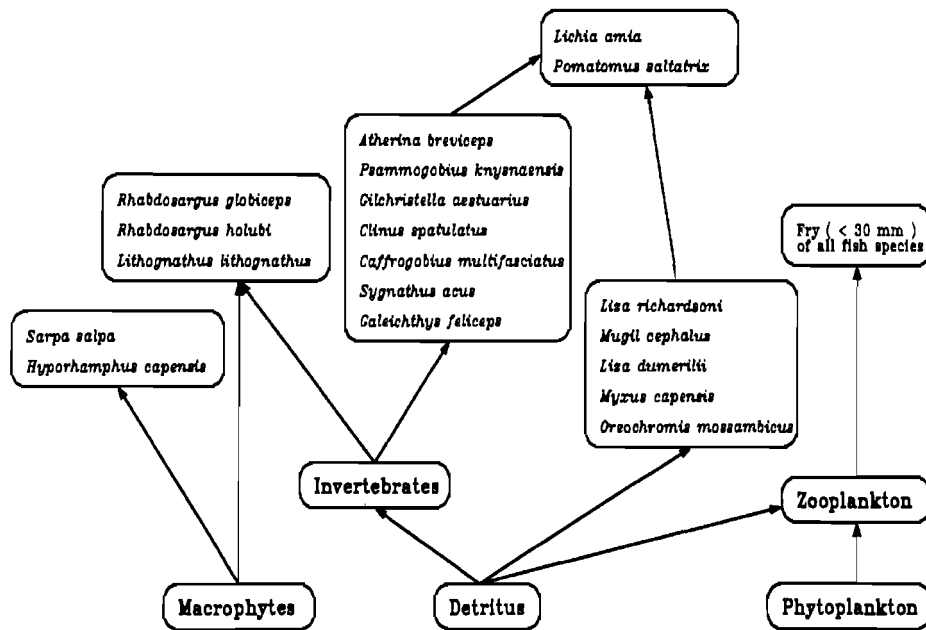 Lichia amia
Pomatomus saltatrix
Atherina breviceps
Psammogobius knysnaensis
Gilchristella aestuarius
Clinus spatulatus
Caffrogobius multifasciatus
Sygnathus acus
Galeichthys feliceps
Rhabdosargus globiceps
Rhabdosargus holubi
Lithognathus lithognathus
Fry ( < 30 mm )
of all fish species
Sarpa salpa
Hyporhamphus capensis
Liza richardsoni
Mugil cephalus
Liza dumerilii
Myxus capensis
Oreochromis mossambicus
Invertebrates
Zooplankton
Macrophytes
Detritus
Phytoplankton